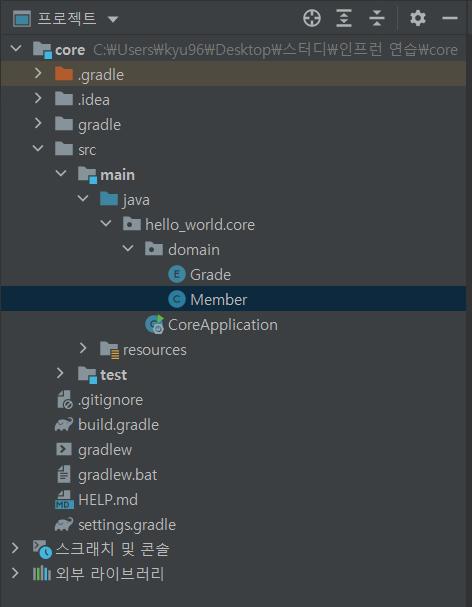 프로젝트
core C:₩Users₩kyu96₩Desktop₩스터디₩인프런 연습₩core
.gradle
.idea
gradle
src
main
java
hello_world.core
domain
E Grade
C Member
CoreApplication
resources
test
.gitignore
build.gradle
gradlew
gradlew.bat
MD HELP.md
settings.gradle
스크래치 및 콘솔
외부 라이브러리